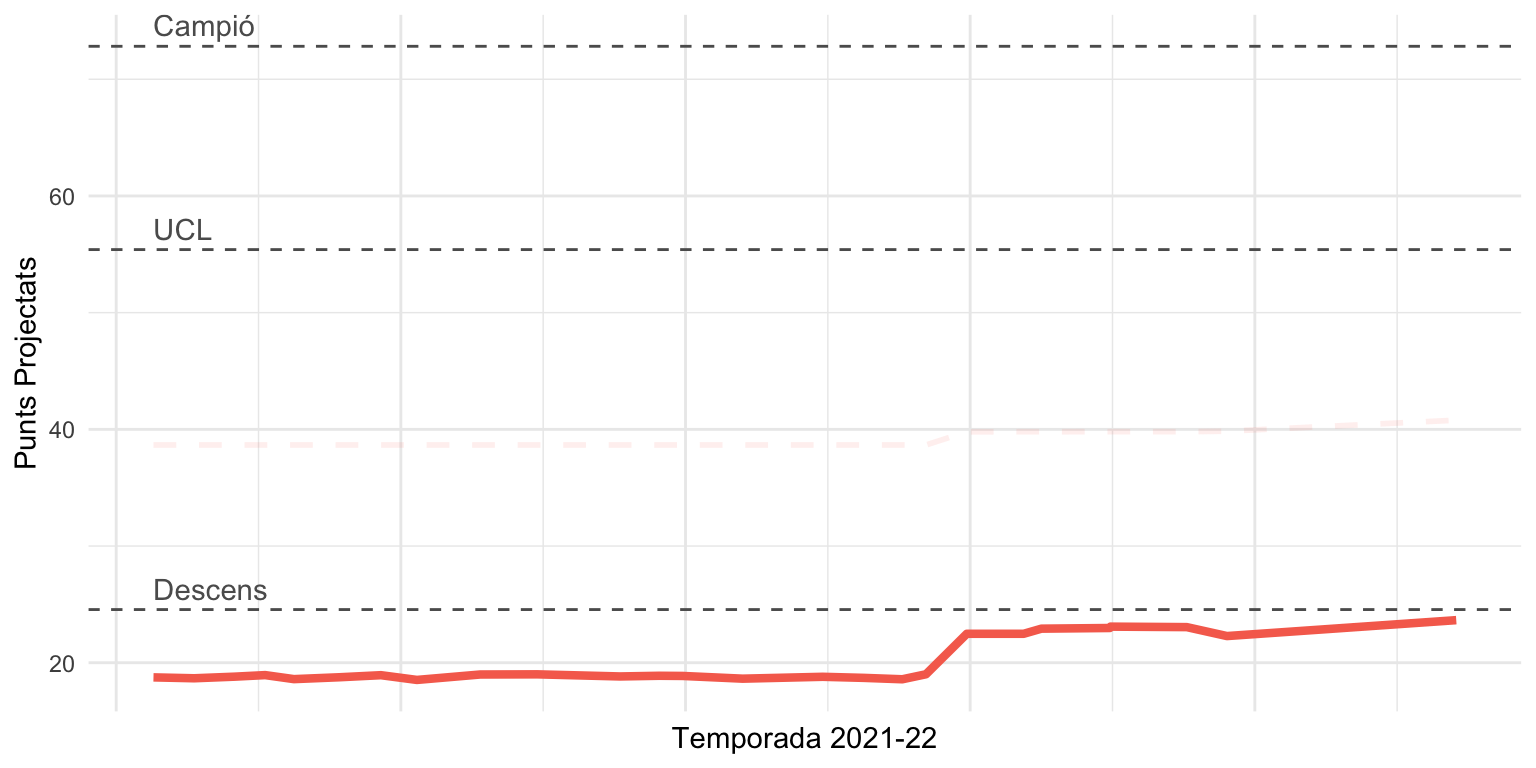 Campió
60
UCL
Punts Projectats
40
Descens
20
Temporada 2021-22